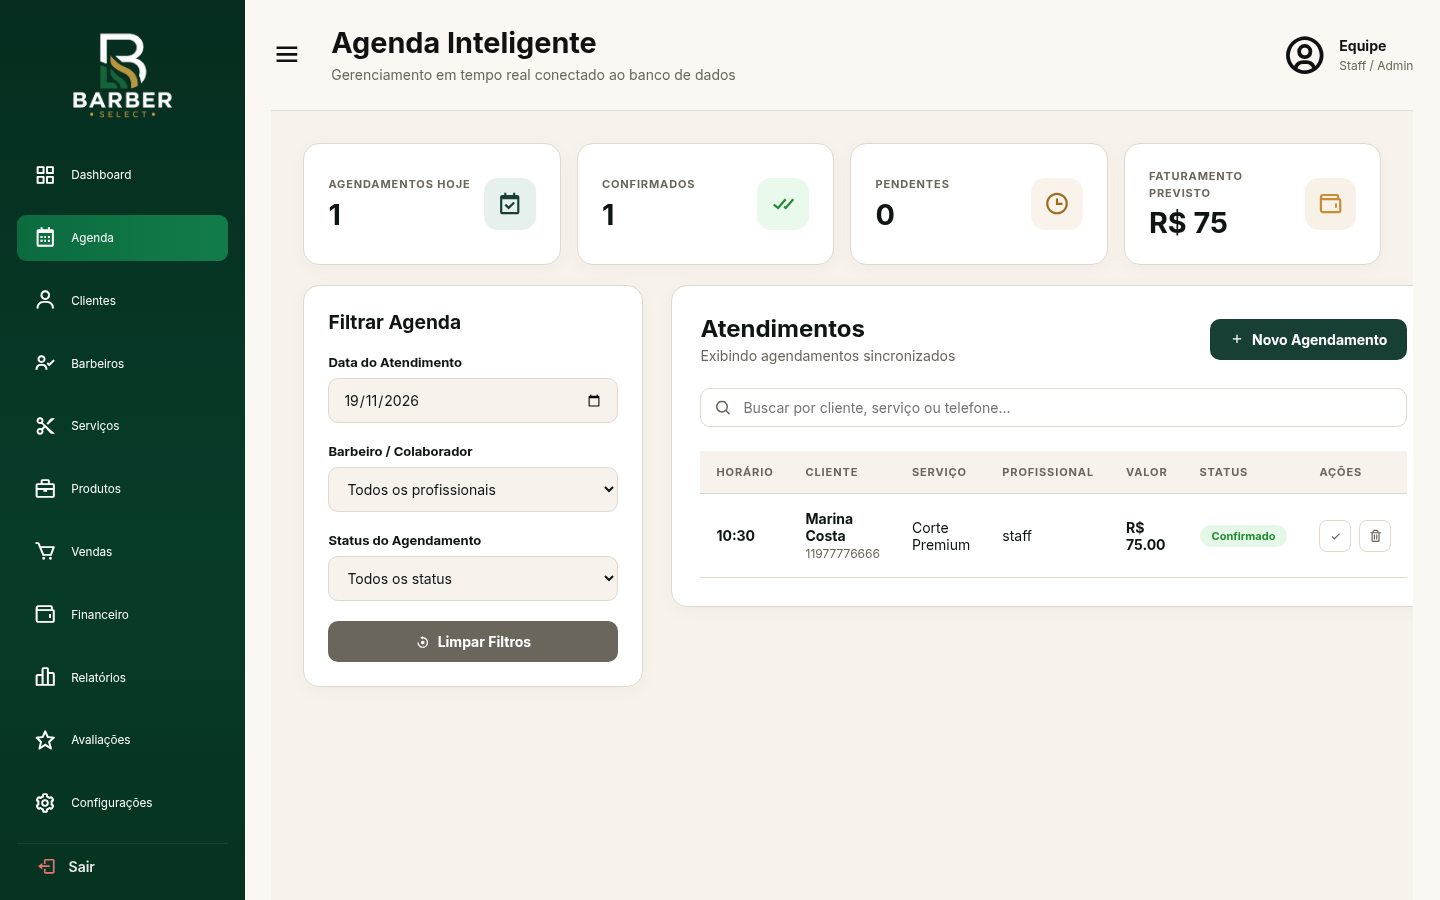 BARBER
• SELECT •
Dashboard
Agenda
Clientes
Barbeiros
Serviços
Produtos
Vendas
Financeiro
Relatórios
Avaliações
Configurações
Sair
Agenda Inteligente
Gerenciamento em tempo real conectado ao banco de dados
Equipe
Staff / Admin
AGENDAMENTOS HOJE
1
CONFIRMADOS
1
PENDENTES
0
FATURAMENTO
PREVISTO
R$ 75
Filtrar Agenda
Data do Atendimento
19/11/2026
Barbeiro / Colaborador
Todos os profissionais
Status do Agendamento
Todos os status
Limpar Filtros
Atendimentos
Exibindo agendamentos sincronizados
+ Novo Agendamento
Buscar por cliente, serviço ou telefone...
HORÁRIO CLIENTE SERVIÇO PROFISSIONAL VALOR STATUS AÇÕES
10:30
Marina
Costa
11977776666
Corte
Premium
staff
R$
75.00
Confirmado